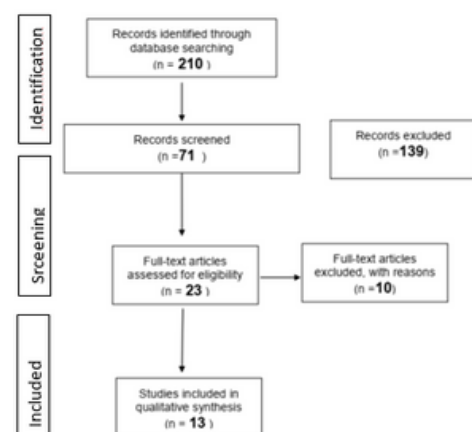 Identification
Records identified through
database searching
(n = 210)
Records screened
(n =71 )
Records excluded
(n =139)
Srceening
Full-text articles
assessed for eligibility
(n = 23 )
Full-text articles
excluded, with reasons
(n =10)
Included
Studies included in
qualitative synthesis
(n = 13 )